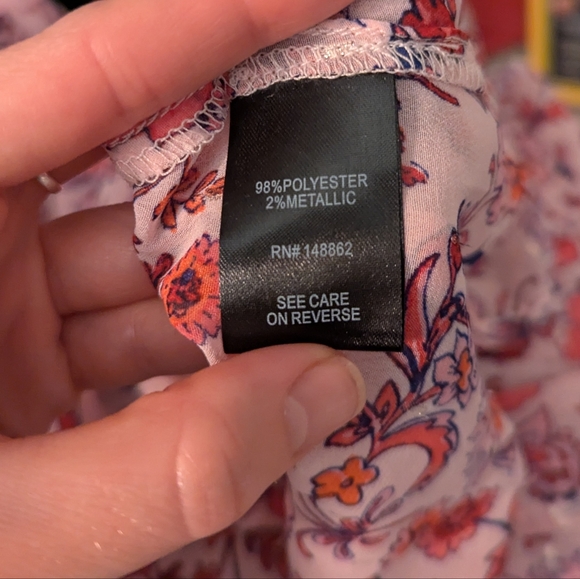 98%POLYESTER
2%METALLIC
RN#148862
SEE CARE
ON REVERSE